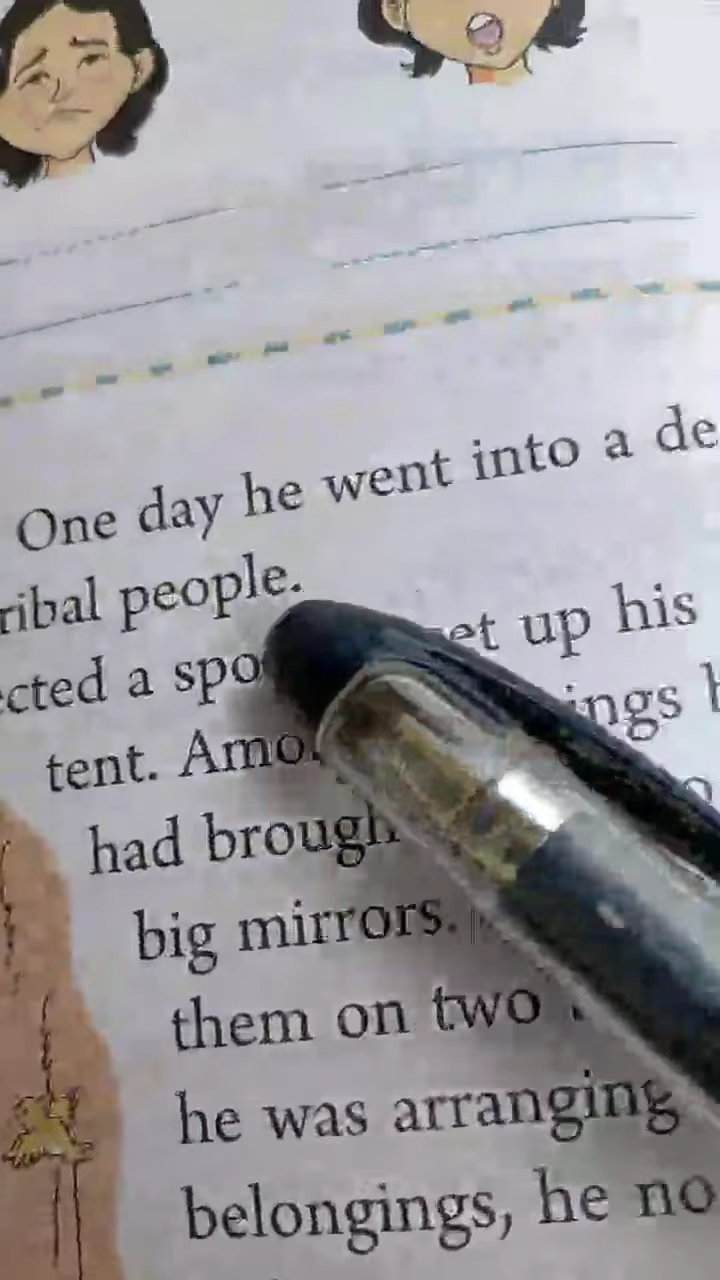 One day he went into a de
ribal people.
ected a spo et up his
tent. Amo ings h
had brough
big mirrors.
them on two
he was arranging
belongings, he no